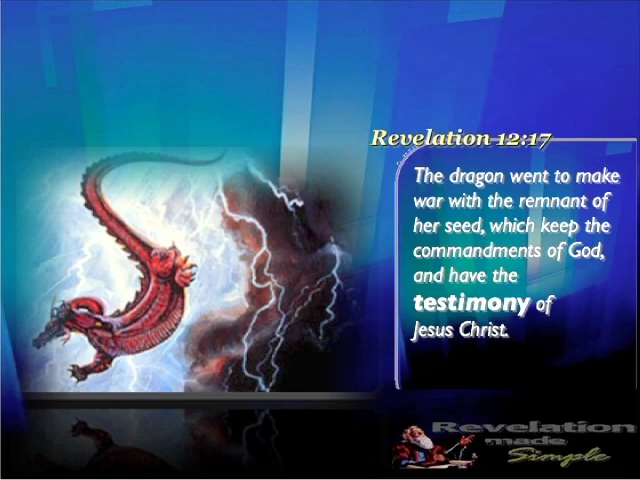 Revelation 12:17
The dragon went to make
war with the remnant of
her seed, which keep the
commandments of God,
and have the
testimony of
Jesus Christ.
Revelation
made
Simple